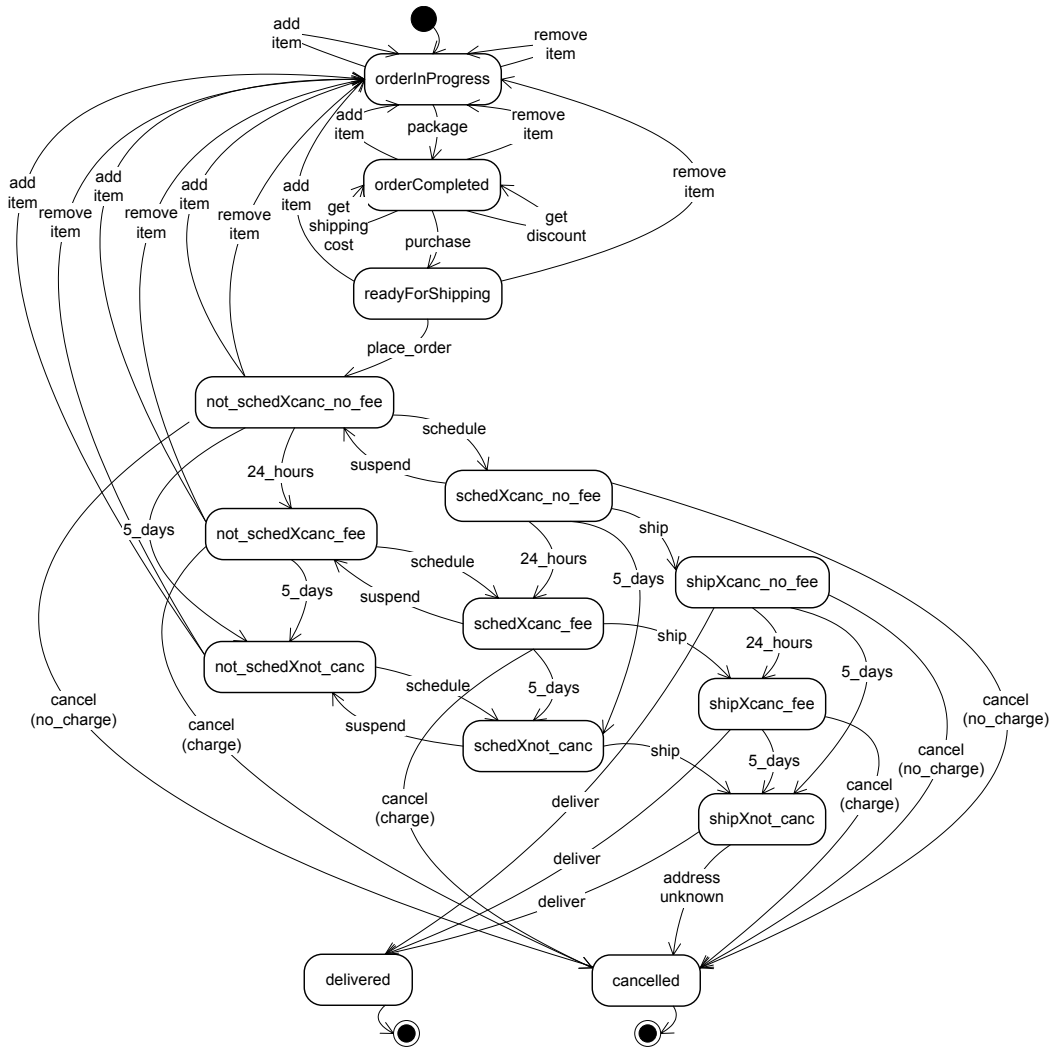 add
item
remove
item
orderInProgress
add
item
package
remove
item
orderCompleted
get
shipping
cost
get
discount
purchase
add
item
remove
item
readyForShipping
add
item
remove
item
add
item
remove
item
add
item
remove
item
place_order
not_schedXcanc_no_fee
schedule
suspend
24_hours
schedXcanc_no_fee
5_days
not_schedXcanc_fee
ship
schedule
24_hours
5_days
shipXcanc_no_fee
5_days
suspend
schedXcanc_fee
ship
24_hours
not_schedXnot_canc
schedule
5_days
5_days
shipXcanc_fee
cancel
(no_charge)
cancel
(charge)
suspend
schedXnot_canc
ship
5_days
cancel
(no_charge)
cancel
(no_charge)
cancel
(charge)
cancel
(charge)
deliver
shipXnot_canc
deliver
address
unknown
deliver
delivered
cancelled